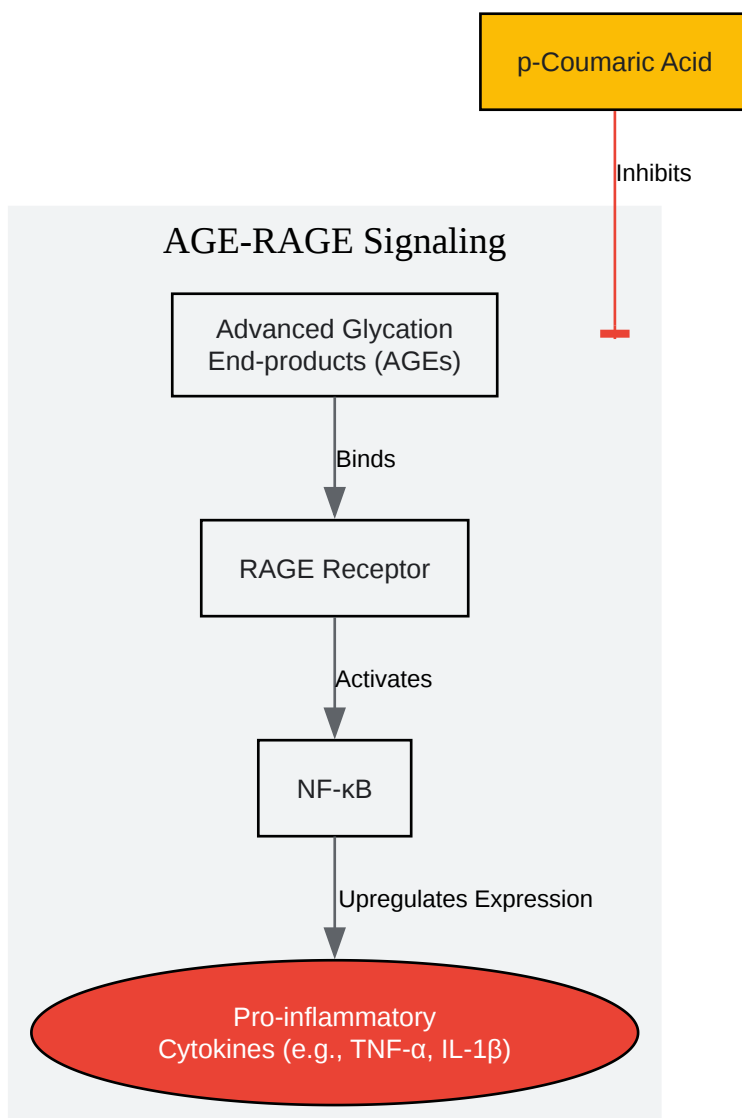 p-Coumaric Acid
Inhibits
AGE-RAGE Signaling
Advanced Glycation
End-products (AGEs)
Binds
RAGE Receptor
Activates
NF-κB
Upregulates Expression
Pro-inflammatory
Cytokines (e.g., TNF-α, IL-1β)